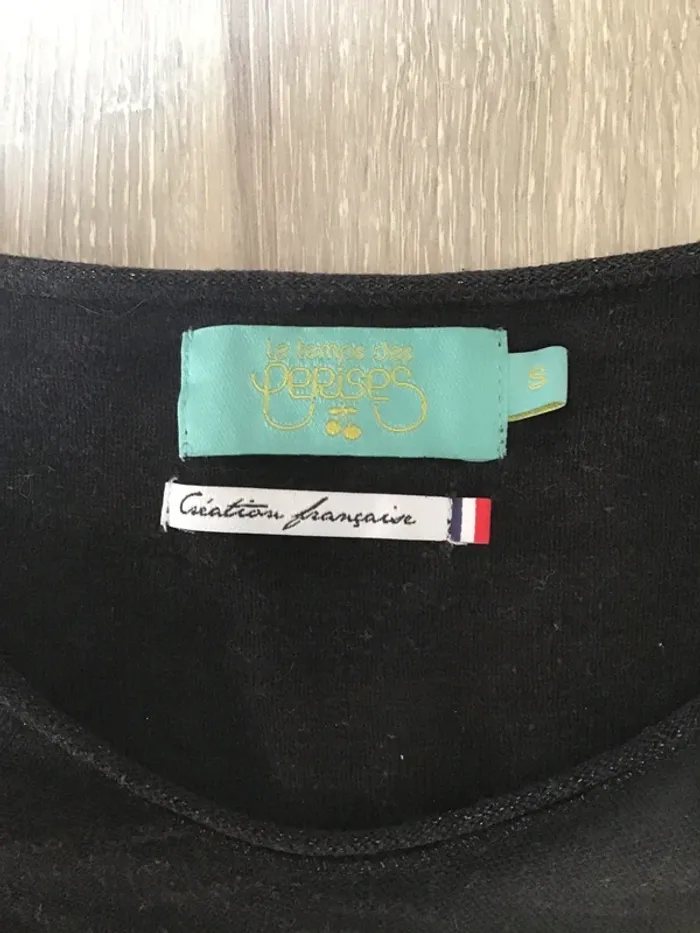 Le temps des
cerises
S
Création française